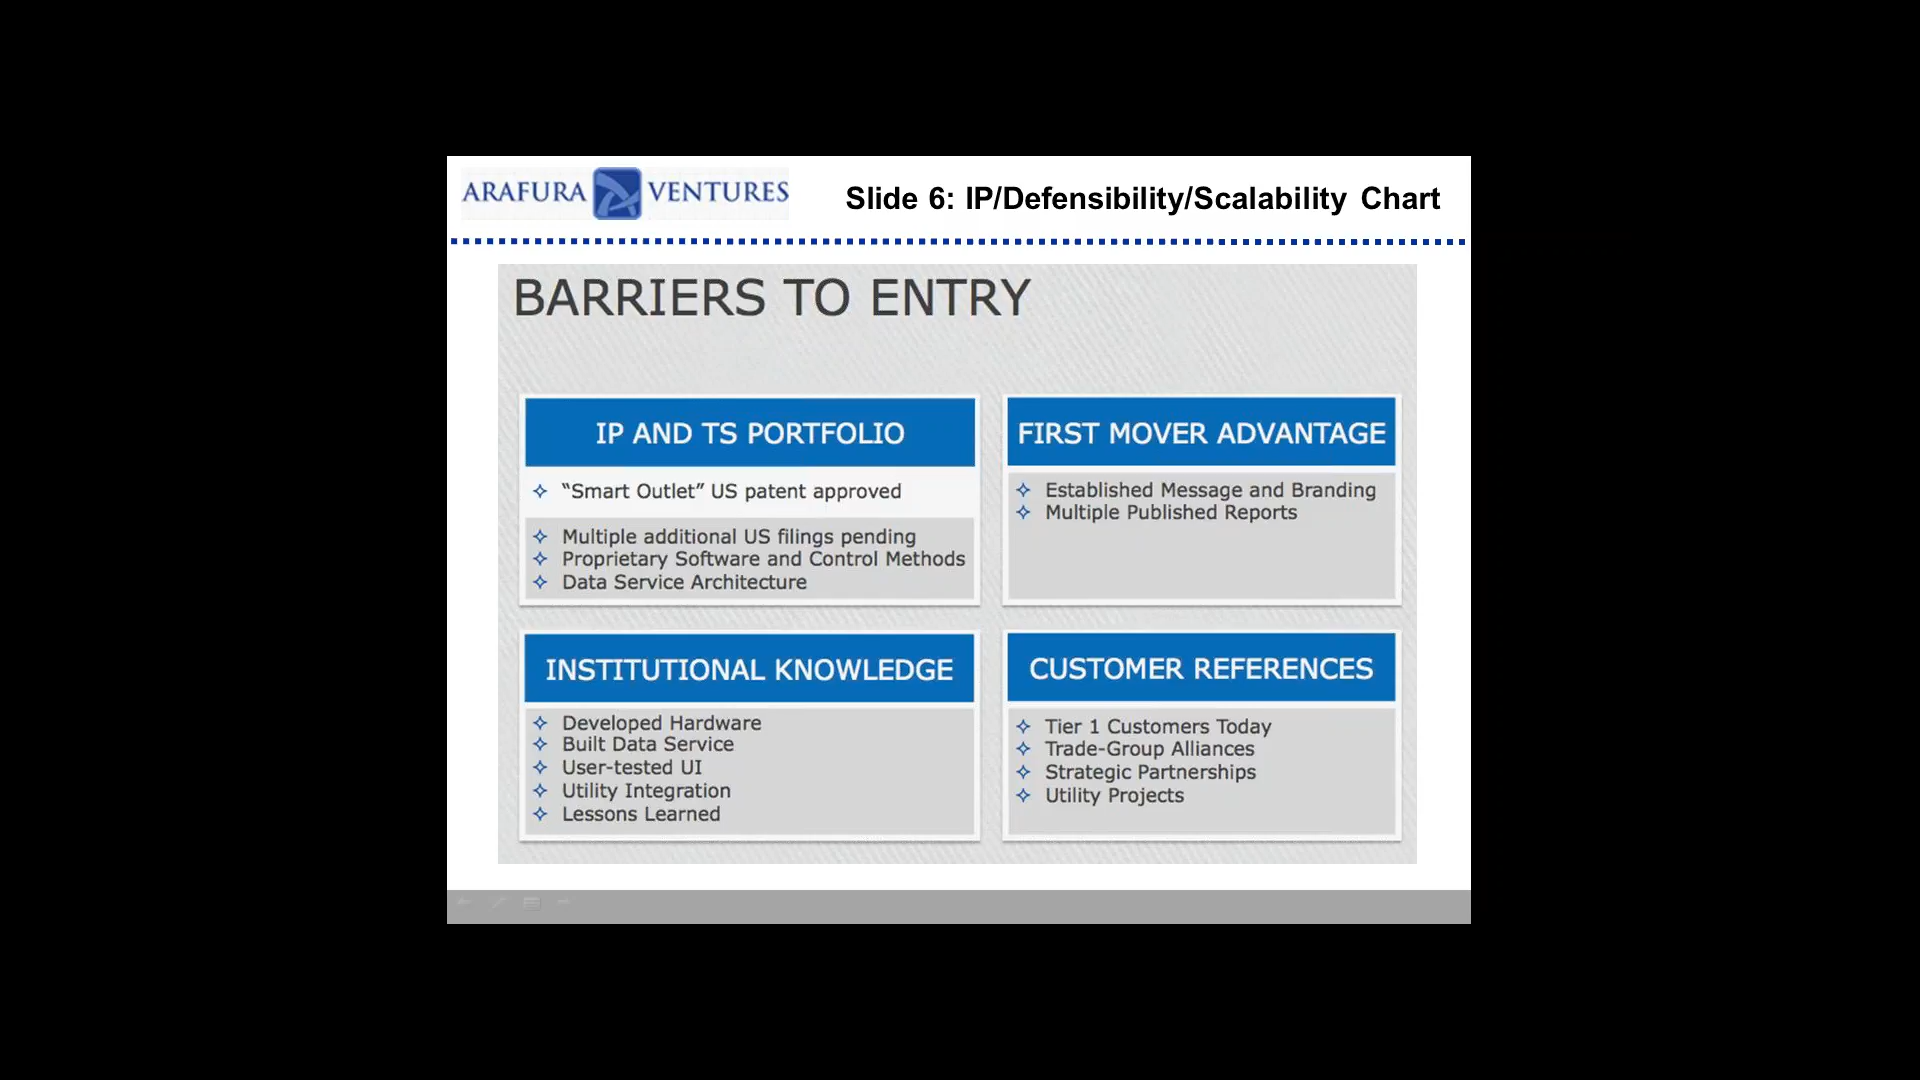 ARAFURA VENTURES
Slide 6: IP/Defensibility/Scalability Chart
BARRIERS TO ENTRY
IP AND TS PORTFOLIO
“Smart Outlet” US patent approved
Multiple additional US filings pending
Proprietary Software and Control Methods
Data Service Architecture
FIRST MOVER ADVANTAGE
Established Message and Branding
Multiple Published Reports
INSTITUTIONAL KNOWLEDGE
Developed Hardware
Built Data Service
User-tested UI
Utility Integration
Lessons Learned
CUSTOMER REFERENCES
Tier 1 Customers Today
Trade-Group Alliances
Strategic Partnerships
Utility Projects